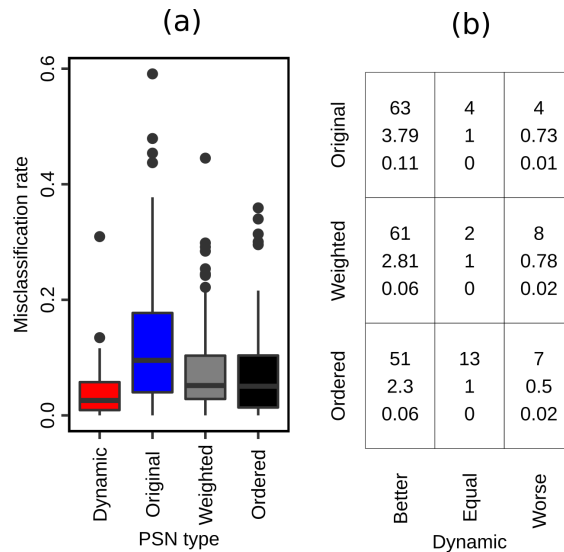 (a)
Misclassification rate
0.6
0.4
0.2
0.0
Dynamic
Original
Weighted
Ordered
PSN type
(b)
Original
63 4 4
3.79 1 0.73
0.11 0 0.01
Weighted
61 2 8
2.81 1 0.78
0.06 0 0.02
Ordered
51 13 7
2.3 1 0.5
0.06 0 0.02
Better
Equal
Worse
Dynamic